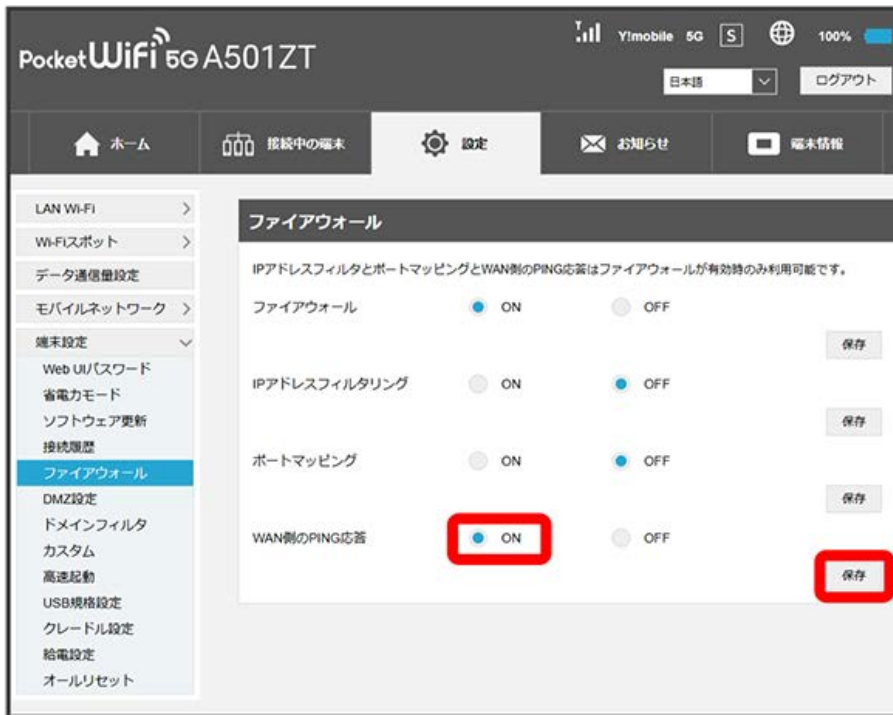 Pocket WiFi 5G A501ZT
Y!mobile 5G S 100%
日本語 ログアウト
ホーム 接続中の端末 設定 お知らせ 端末情報
LAN Wi-Fi
Wi-Fiスポット
データ通信量設定
モバイルネットワーク
端末設定
Web UIパスワード
省電力モード
ソフトウェア更新
接続履歴
ファイアウォール
DMZ設定
ドメインフィルタ
カスタム
高速起動
USB規格設定
クレードル設定
給電設定
オールリセット
ファイアウォール
IPアドレスフィルタとポートマッピングとWAN側のPING応答はファイアウォールが有効時のみ利用可能です。
ファイアウォール ON OFF
保存
IPアドレスフィルタリング ON OFF
保存
ポートマッピング ON OFF
保存
WAN側のPING応答 ON OFF
保存